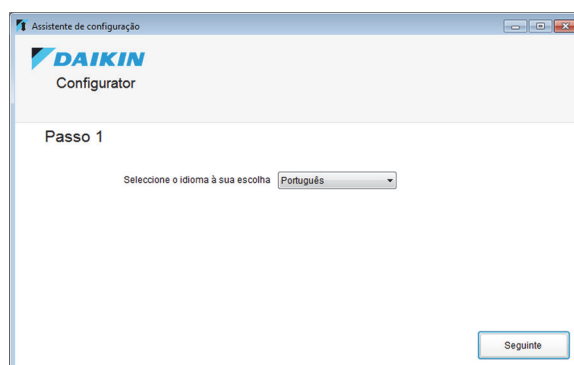 Assistente de configuração
DAIKIN
Configurator
Passo 1
Seleccione o idioma à sua escolha Português
Seguinte